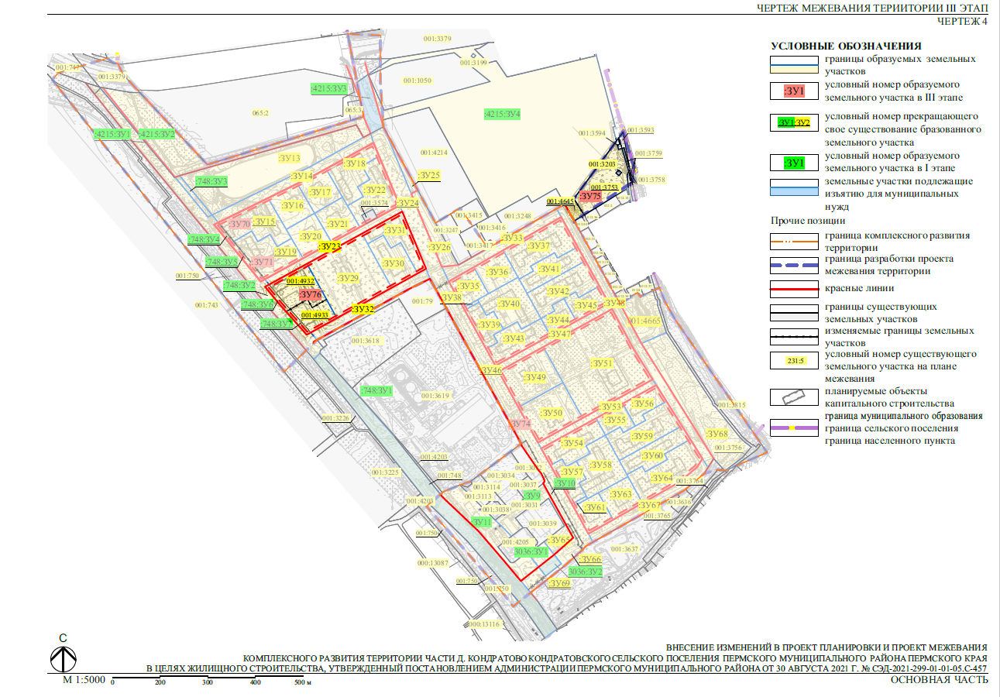 ЧЕРТЕЖ МЕЖЕВАНИЯ ТЕРИИТОРИИ III ЭТАП
ЧЕРТЕЖ 4
УСЛОВНЫЕ ОБОЗНАЧЕНИЯ
границы образуемых земельных
участков
:ЗУ1
условный номер образуемого
земельного участка в III этапе
:ЗУ1:ЗУ2
условный номер прекращающего
свое существование бразованного
земельного участка
:ЗУ1
условный номер образуемого
земельного участка в I этапе
земельные участки подлежащие
изъятию для муниципальных
нужд
Прочие позиции
граница комплексного развития
территории
граница разработки проекта
межевания территории
красные линии
границы существующих
земельных участков
изменяемые границы земельных
участков
231:5
условный номер существующего
земельного участка на плане
межевания
планируемые объекты
капитального строительства
граница муниципального образования
граница сельского поселения
граница населенного пункта
001:3379
001:747
001:3379
001:3199
001:1050
:4215:ЗУ3
065:2
065:3
:4215:ЗУ4
:4215:ЗУ1
:4215:ЗУ2
001:3594
001:3593
001:4214
001:3759
:ЗУ13
:ЗУ18
001:3203
:ЗУ14
:ЗУ25
001:3758
:748:ЗУ3
:ЗУ17
:ЗУ22
001:3753
:ЗУ75
001:4645
001:3574
:ЗУ24
:ЗУ16
:ЗУ70
:ЗУ15
:ЗУ21
001:3415
001:3248
001:3247
001:3416
:ЗУ31
:ЗУ20
:748:ЗУ4
:ЗУ33
001:3417
:ЗУ37
:ЗУ23
:ЗУ26
:ЗУ19
:748:ЗУ5
:ЗУ71
:ЗУ30
001:750
:ЗУ29
:ЗУ36
:ЗУ41
001:4932
:748:ЗУ2
:ЗУ35
:ЗУ42
:ЗУ76
:ЗУ38
001:79
:748:ЗУ6
001:743
:ЗУ40
:ЗУ45
:ЗУ48
:ЗУ32
001:4933
:748:ЗУ7
:ЗУ44
001:4665
:ЗУ39
:ЗУ47
:ЗУ43
001:3618
:ЗУ51
:ЗУ46
:ЗУ49
:748:ЗУ1
001:3619
:ЗУ53
:ЗУ56
001:3815
:ЗУ50
001:3226
:ЗУ55
:ЗУ74
:ЗУ59
:ЗУ68
:ЗУ54
001:3756
001:4203
:ЗУ60
:ЗУ58
001:3225
001:748
001:3034
:ЗУ57
:ЗУ64
001:3764
:ЗУ10
001:3114
001:3037
001:3113
:ЗУ9
:ЗУ63
001:3031
:ЗУ67
001:3636
001:3038
:ЗУ61
001:3765
:ЗУ11
001:3039
001:750
001:4205
:ЗУ65
001:3637
3036:ЗУ1
:ЗУ66
000:13087
3036:ЗУ2
001:750
:ЗУ69
001:750
000:13116
С
М 1:5000
0 200 300 400 500 м
ВНЕСЕНИЕ ИЗМЕНЕНИЙ В ПРОЕКТ ПЛАНИРОВКИ И ПРОЕКТ МЕЖЕВАНИЯ
КОМПЛЕКСНОГО РАЗВИТИЯ ТЕРРИТОРИИ ЧАСТИ Д. КОНДРАТОВО КОНДРАТОВСКОГО СЕЛЬСКОГО ПОСЕЛЕНИЯ ПЕРМСКОГО МУНИЦИПАЛЬНОГО РАЙОНА ПЕРМСКОГО КРАЯ
В ЦЕЛЯХ ЖИЛИЩНОГО СТРОИТЕЛЬСТВА, УТВЕРЖДЕННЫЙ ПОСТАНОВЛЕНИЕМ АДМИНИСТРАЦИИ ПЕРМСКОГО МУНИЦИПАЛЬНОГО РАЙОНА ОТ 30 АВГУСТА 2021 Г. № СЭД-2021-299-01-01-05.С-457
ОСНОВНАЯ ЧАСТЬ